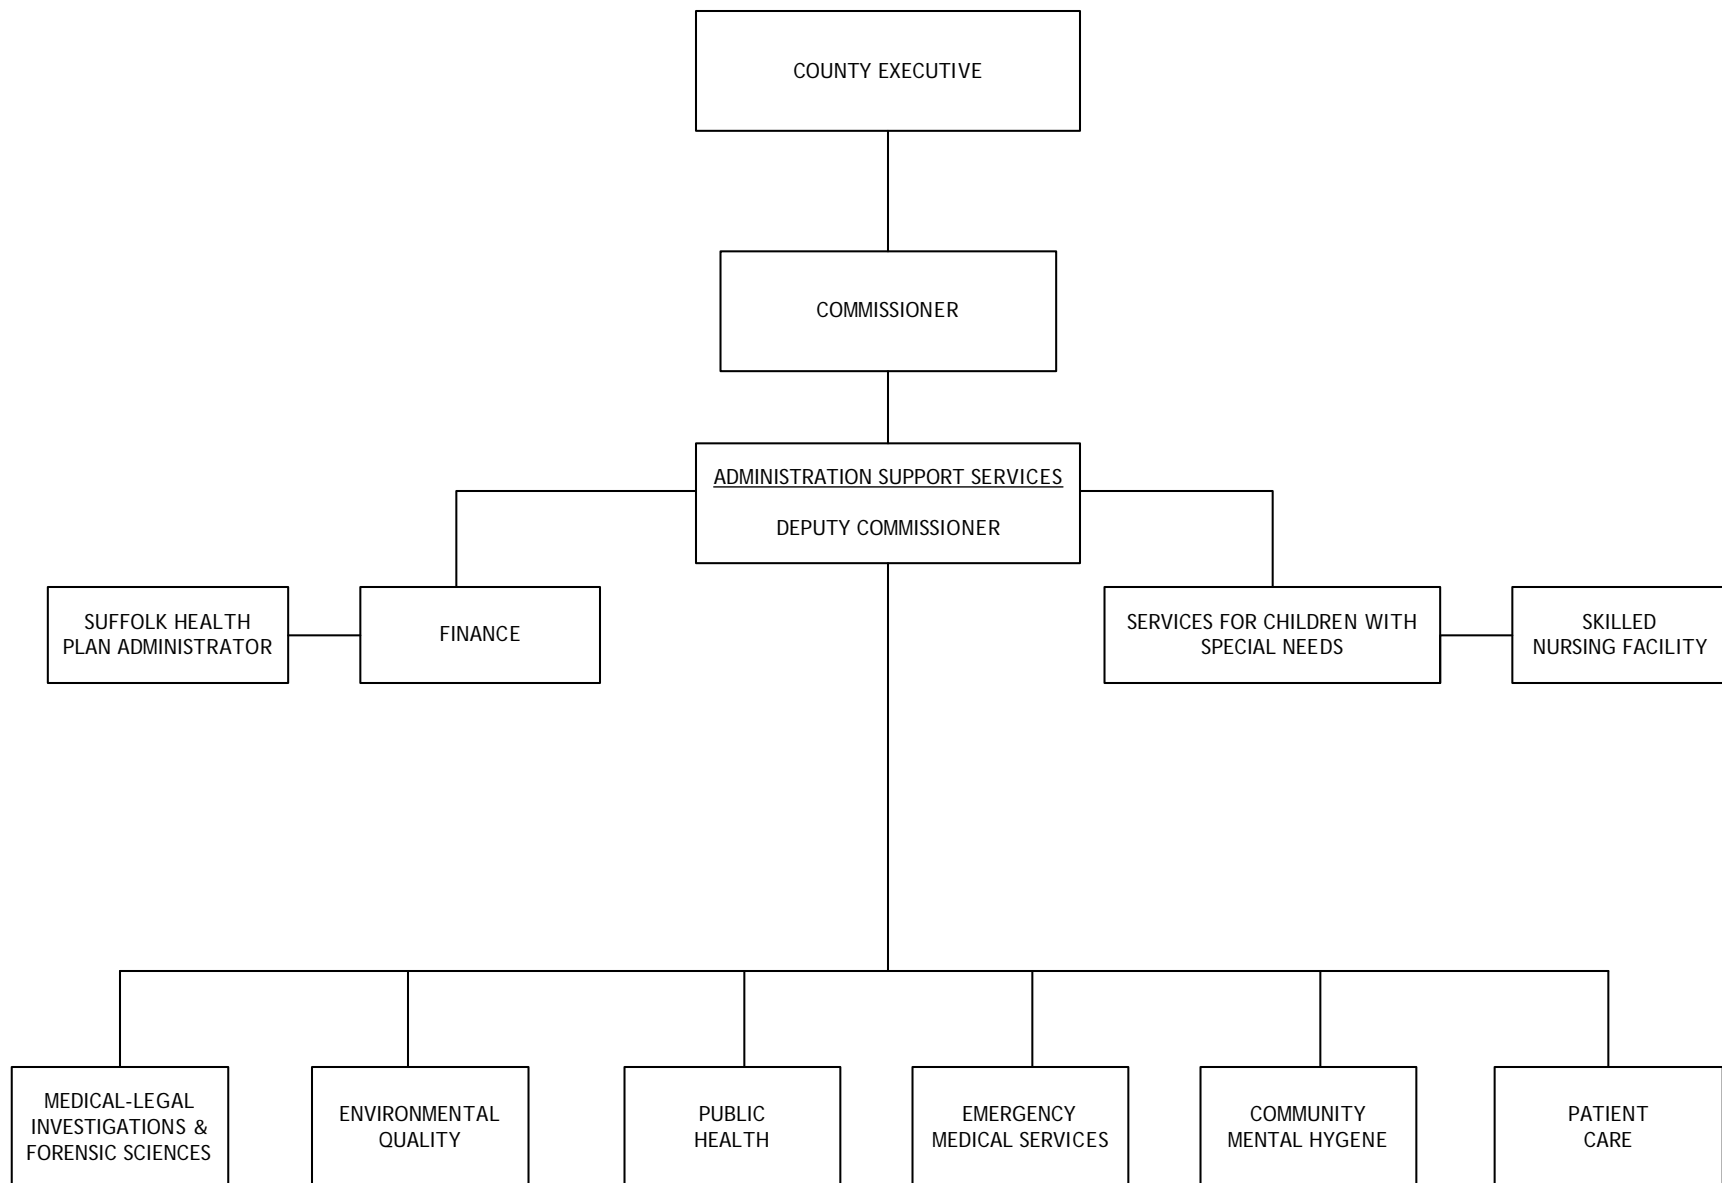 COUNTY EXECUTIVE
COMMISSIONER
ADMINISTRATION SUPPORT SERVICES
DEPUTY COMMISSIONER
SUFFOLK HEALTH
PLAN ADMINISTRATOR
FINANCE
SERVICES FOR CHILDREN WITH
SPECIAL NEEDS
SKILLED
NURSING FACILITY
MEDICAL-LEGAL
INVESTIGATIONS &
FORENSIC SCIENCES
ENVIRONMENTAL
QUALITY
PUBLIC
HEALTH
EMERGENCY
MEDICAL SERVICES
COMMUNITY
MENTAL HYGENE
PATIENT
CARE